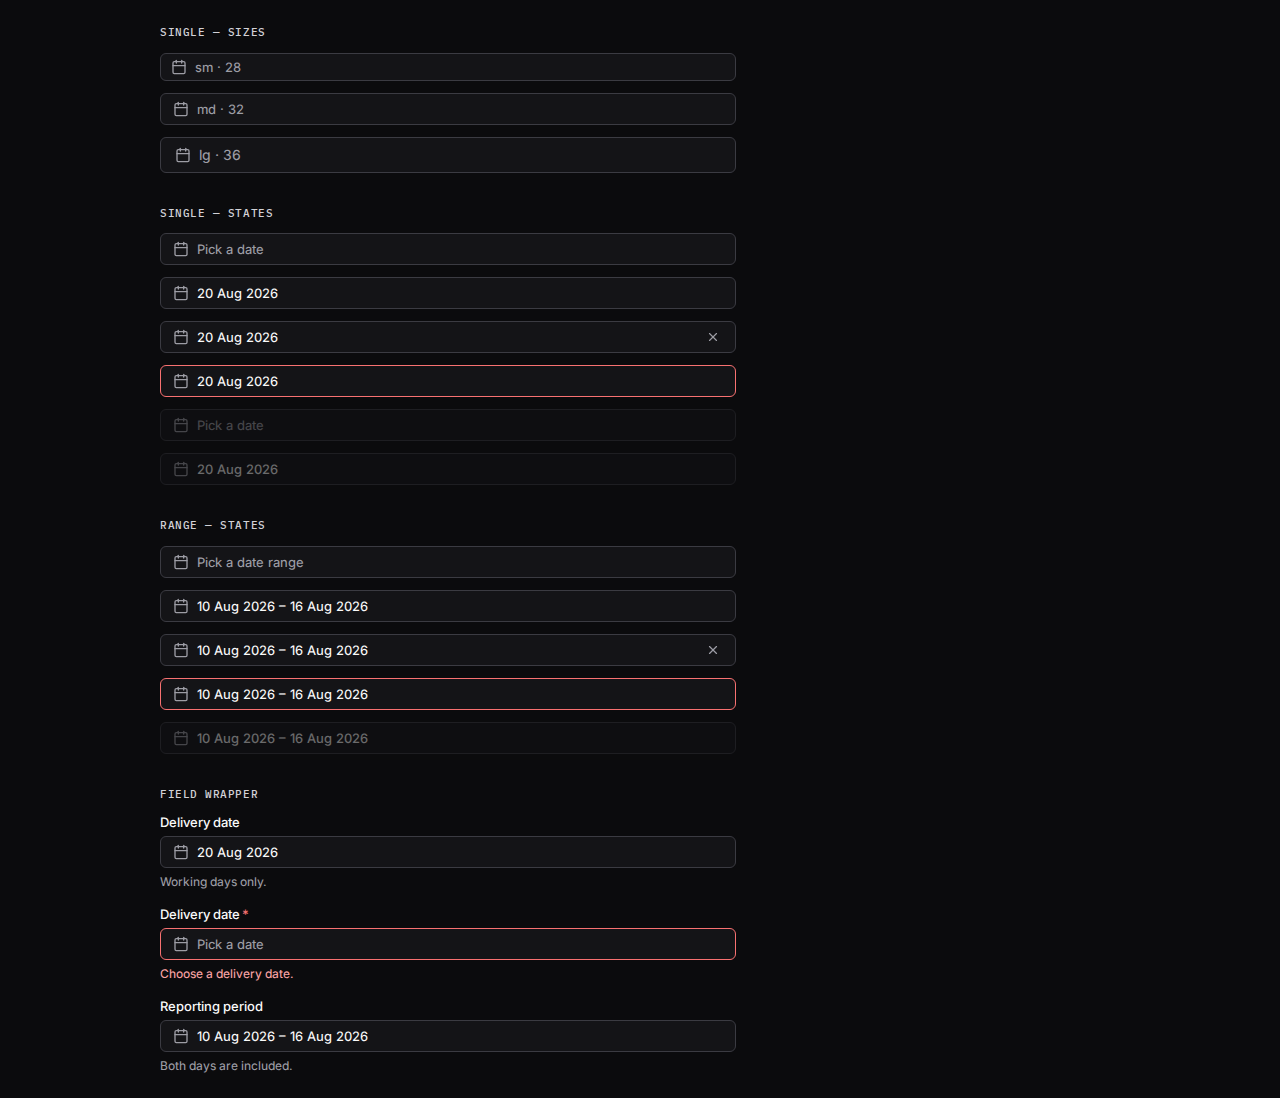 SINGLE — SIZES
sm · 28
md · 32
lg · 36
SINGLE — STATES
Pick a date
20 Aug 2026
20 Aug 2026
20 Aug 2026
Pick a date
20 Aug 2026
RANGE — STATES
Pick a date range
10 Aug 2026 – 16 Aug 2026
10 Aug 2026 – 16 Aug 2026
10 Aug 2026 – 16 Aug 2026
10 Aug 2026 – 16 Aug 2026
FIELD WRAPPER
Delivery date
20 Aug 2026
Working days only.
Delivery date *
Pick a date
Choose a delivery date.
Reporting period
10 Aug 2026 – 16 Aug 2026
Both days are included.